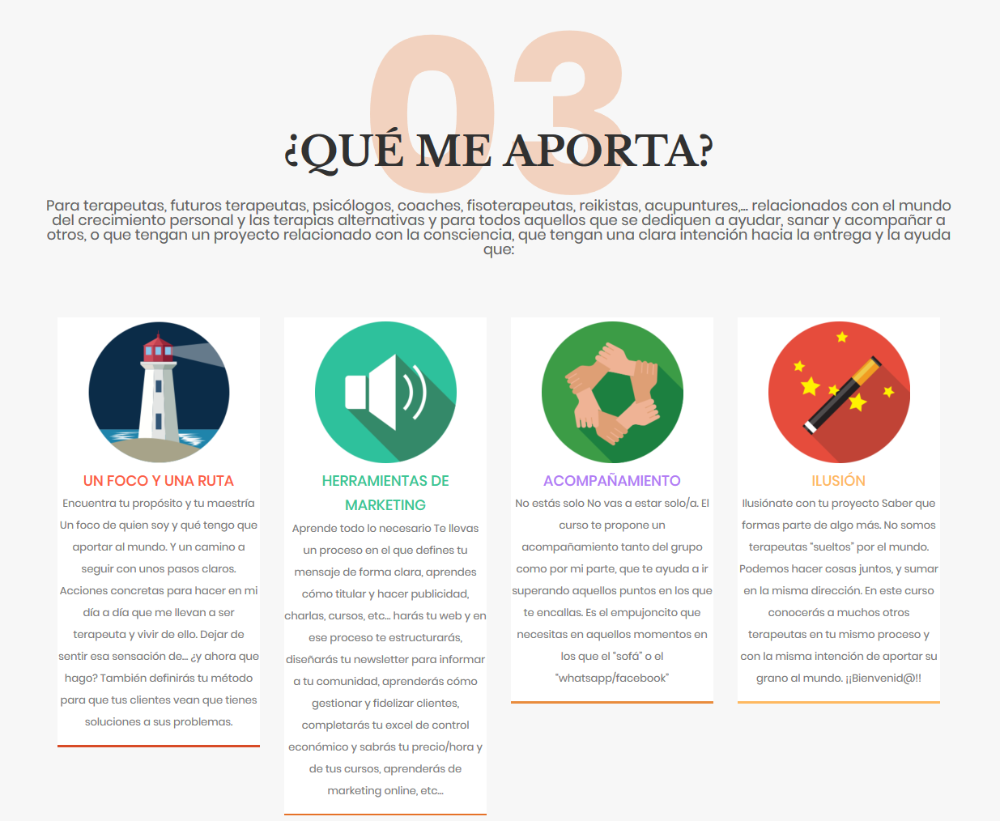 03
¿QUÉ ME APORTA?
Para terapeutas, futuros terapeutas, psicólogos, coaches, fisoterapeutas, reikistas, acupuntures,... relacionados con el mundo
del crecimiento personal y las terapias alternativas y para todos aquellos que se dediquen a ayudar, sanar y acompañar a
otros, o que tengan un proyecto relacionado con la consciencia, que tengan una clara intención hacia la entrega y la ayuda
que:
UN FOCO Y UNA RUTA
Encuentra tu propósito y tu maestría
Un foco de quien soy y qué tengo que
aportar al mundo. Y un camino a
seguir con unos pasos claros.
Acciones concretas para hacer en mi
día a día que me llevan a ser
terapeuta y vivir de ello. Dejar de
sentir esa sensación de... ¿y ahora que
hago? También definirás tu método
para que tus clientes vean que tienes
soluciones a sus problemas.
HERRAMIENTAS DE
MARKETING
Aprende todo lo necesario Te llevas
un proceso en el que defines tu
mensaje de forma clara, aprendes
cómo titular y hacer publicidad,
charlas, cursos, etc... harás tu web y en
ese proceso te estructurarás,
diseñarás tu newsletter para informar
a tu comunidad, aprenderás cómo
gestionar y fidelizar clientes,
completarás tu excel de control
económico y sabrás tu precio/hora y
de tus cursos, aprenderás de
marketing online, etc...
ACOMPAÑAMIENTO
No estás solo No vas a estar solo/a. El
curso te propone un
acompañamiento tanto del grupo
como por mi parte, que te ayuda a ir
superando aquellos puntos en los que
te encallas. Es el empujoncito que
necesitas en aquellos momentos en
los que el “sofá” o el
“whatsapp/facebook”
ILUSIÓN
Ilusiónate con tu proyecto Saber que
formas parte de algo más. No somos
terapeutas “sueltos” por el mundo.
Podemos hacer cosas juntos, y sumar
en la misma dirección. En este curso
conocerás a muchos otros
terapeutas en tu mismo proceso y
con la misma intención de aportar su
grano al mundo. ¡¡Bienvenid@!!